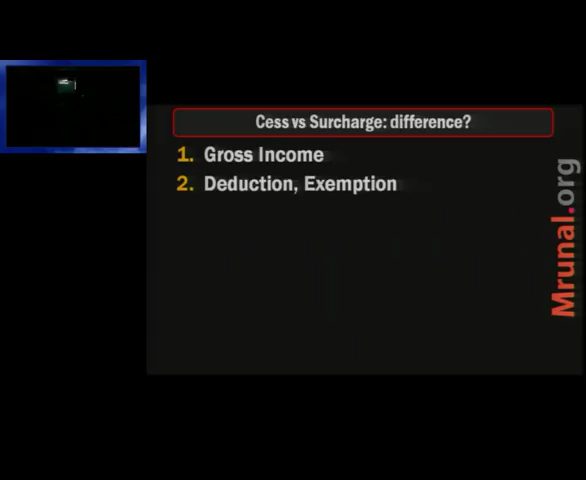 Cess vs Surcharge: difference?
1. Gross Income
2. Deduction, Exemption
Mrunal.org